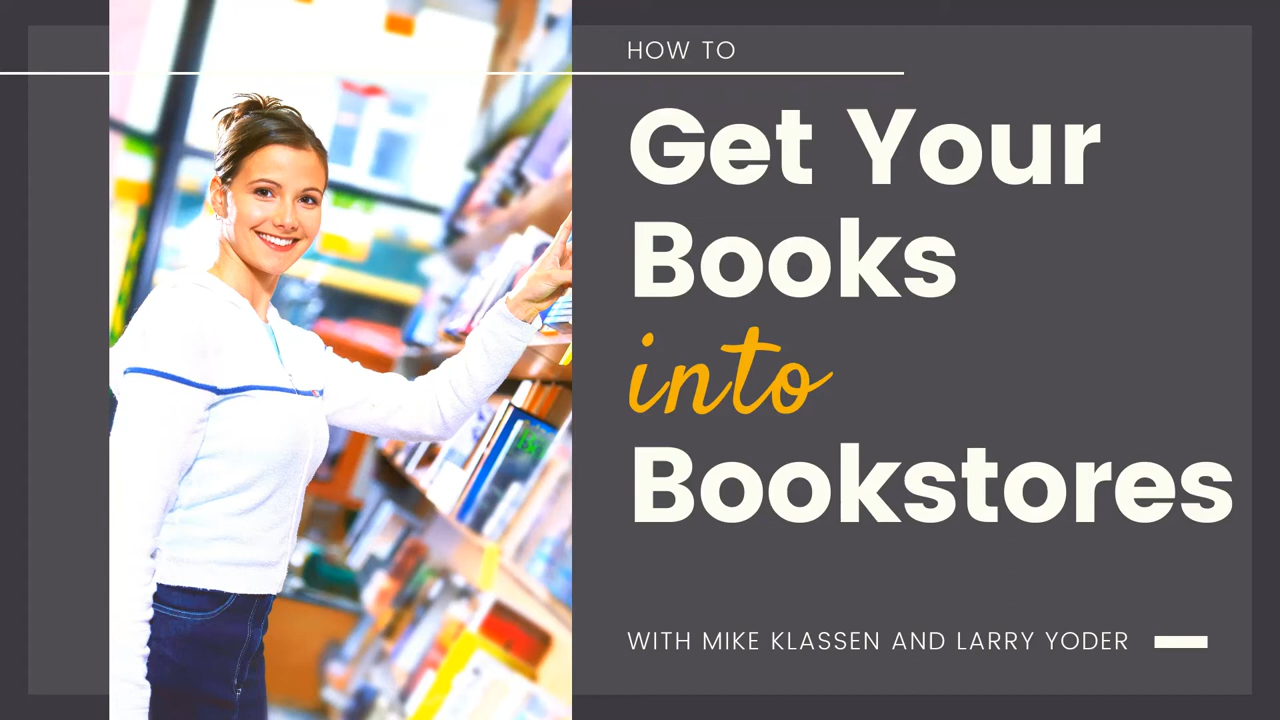 HOW TO
Get Your
Books
into
Bookstores
WITH MIKE KLASSEN AND LARRY YODER